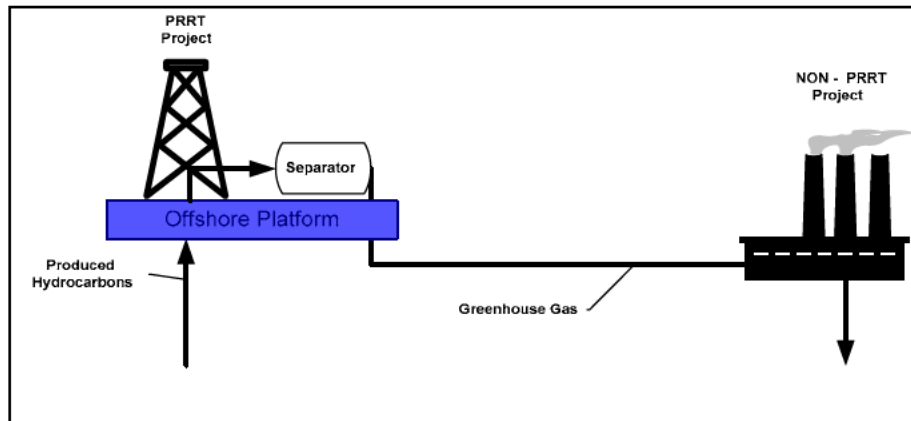 PRRT
Project
NON - PRRT
Project
Separator
Offshore Platform
Produced
Hydrocarbons
Greenhouse Gas